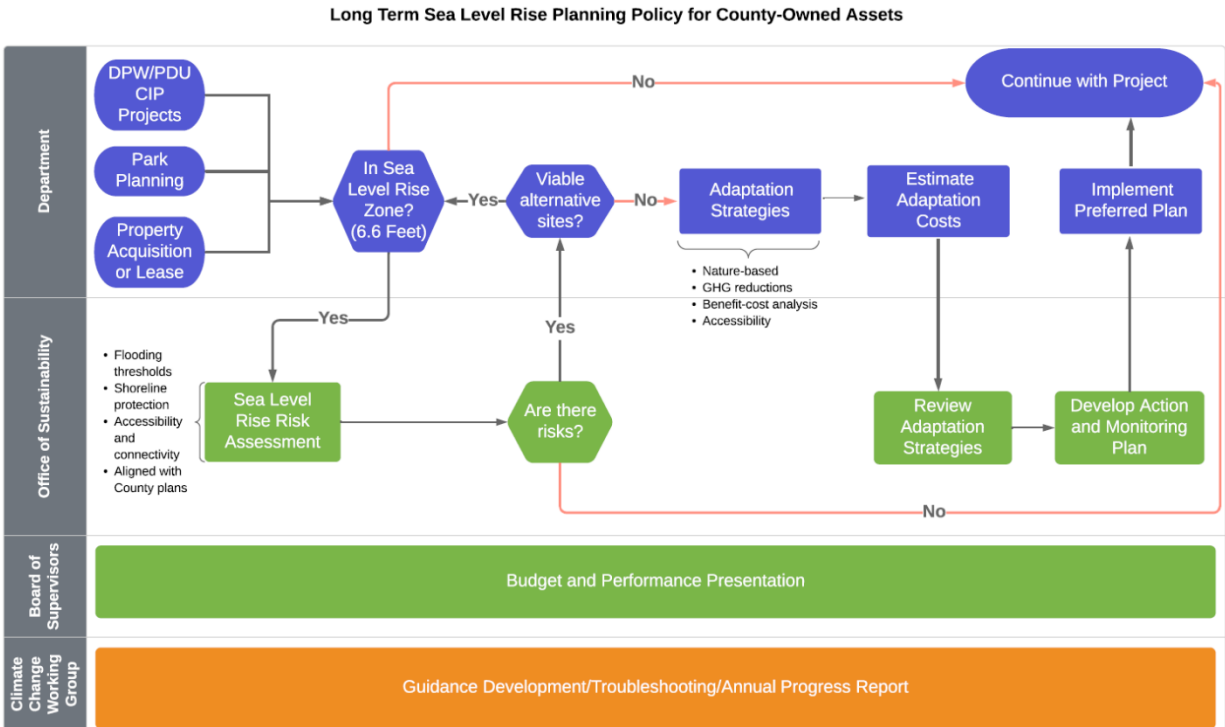 Long Term Sea Level Rise Planning Policy for County-Owned Assets
Department
DPW/PDU
CIP
Projects
Park
Planning
Property
Acquisition
or Lease
In Sea
Level Rise
Zone?
(6.6 Feet)
No
Yes
Viable
alternative
sites?
No
Adaptation
Strategies
• Nature-based
• GHG reductions
• Benefit-cost analysis
• Accessibility
Estimate
Adaptation
Costs
Implement
Preferred Plan
Continue with Project
Office of Sustainability
Yes
• Flooding
thresholds
• Shoreline
protection
• Accessibility
and
connectivity
• Aligned with
County plans
Sea Level
Rise Risk
Assessment
Yes
Are there
risks?
No
Review
Adaptation
Strategies
Develop Action
and Monitoring
Plan
Board of
Supervisors
Budget and Performance Presentation
Climate
Change
Working
Group
Guidance Development/Troubleshooting/Annual Progress Report